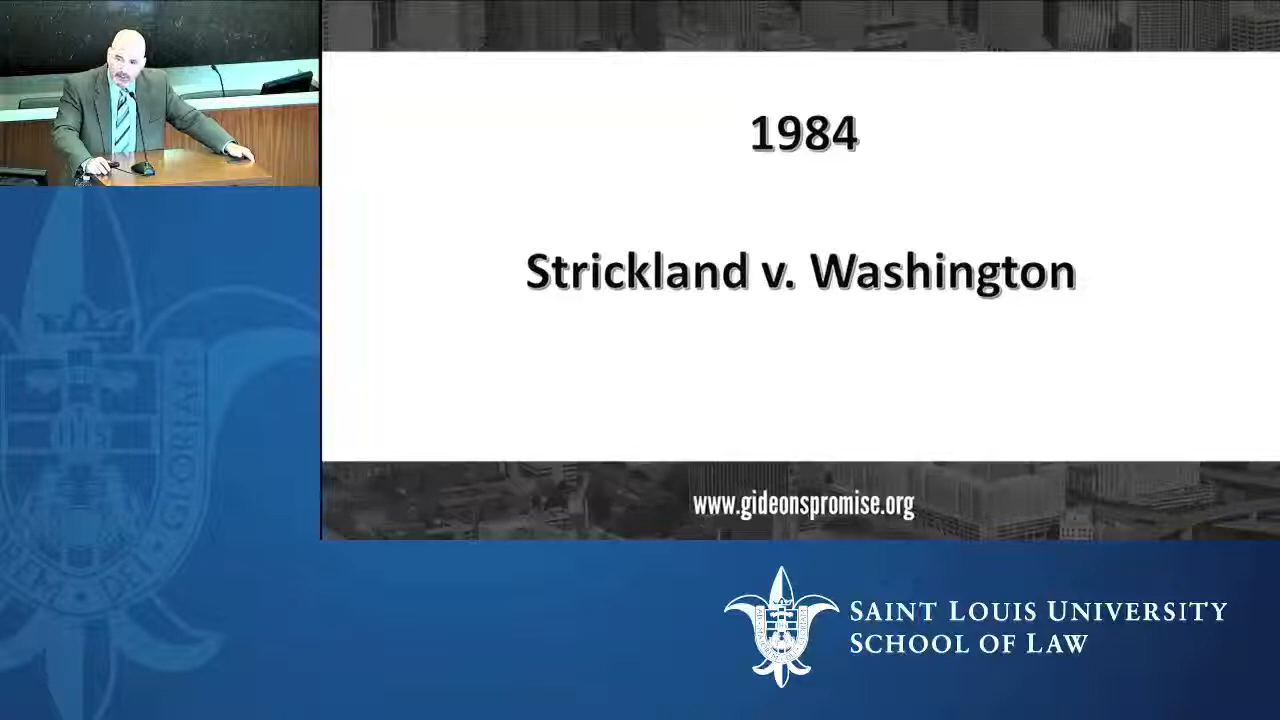 1984
Strickland v. Washington
www.gideonspromise.org
SAINT LOUIS UNIVERSITY
SCHOOL OF LAW